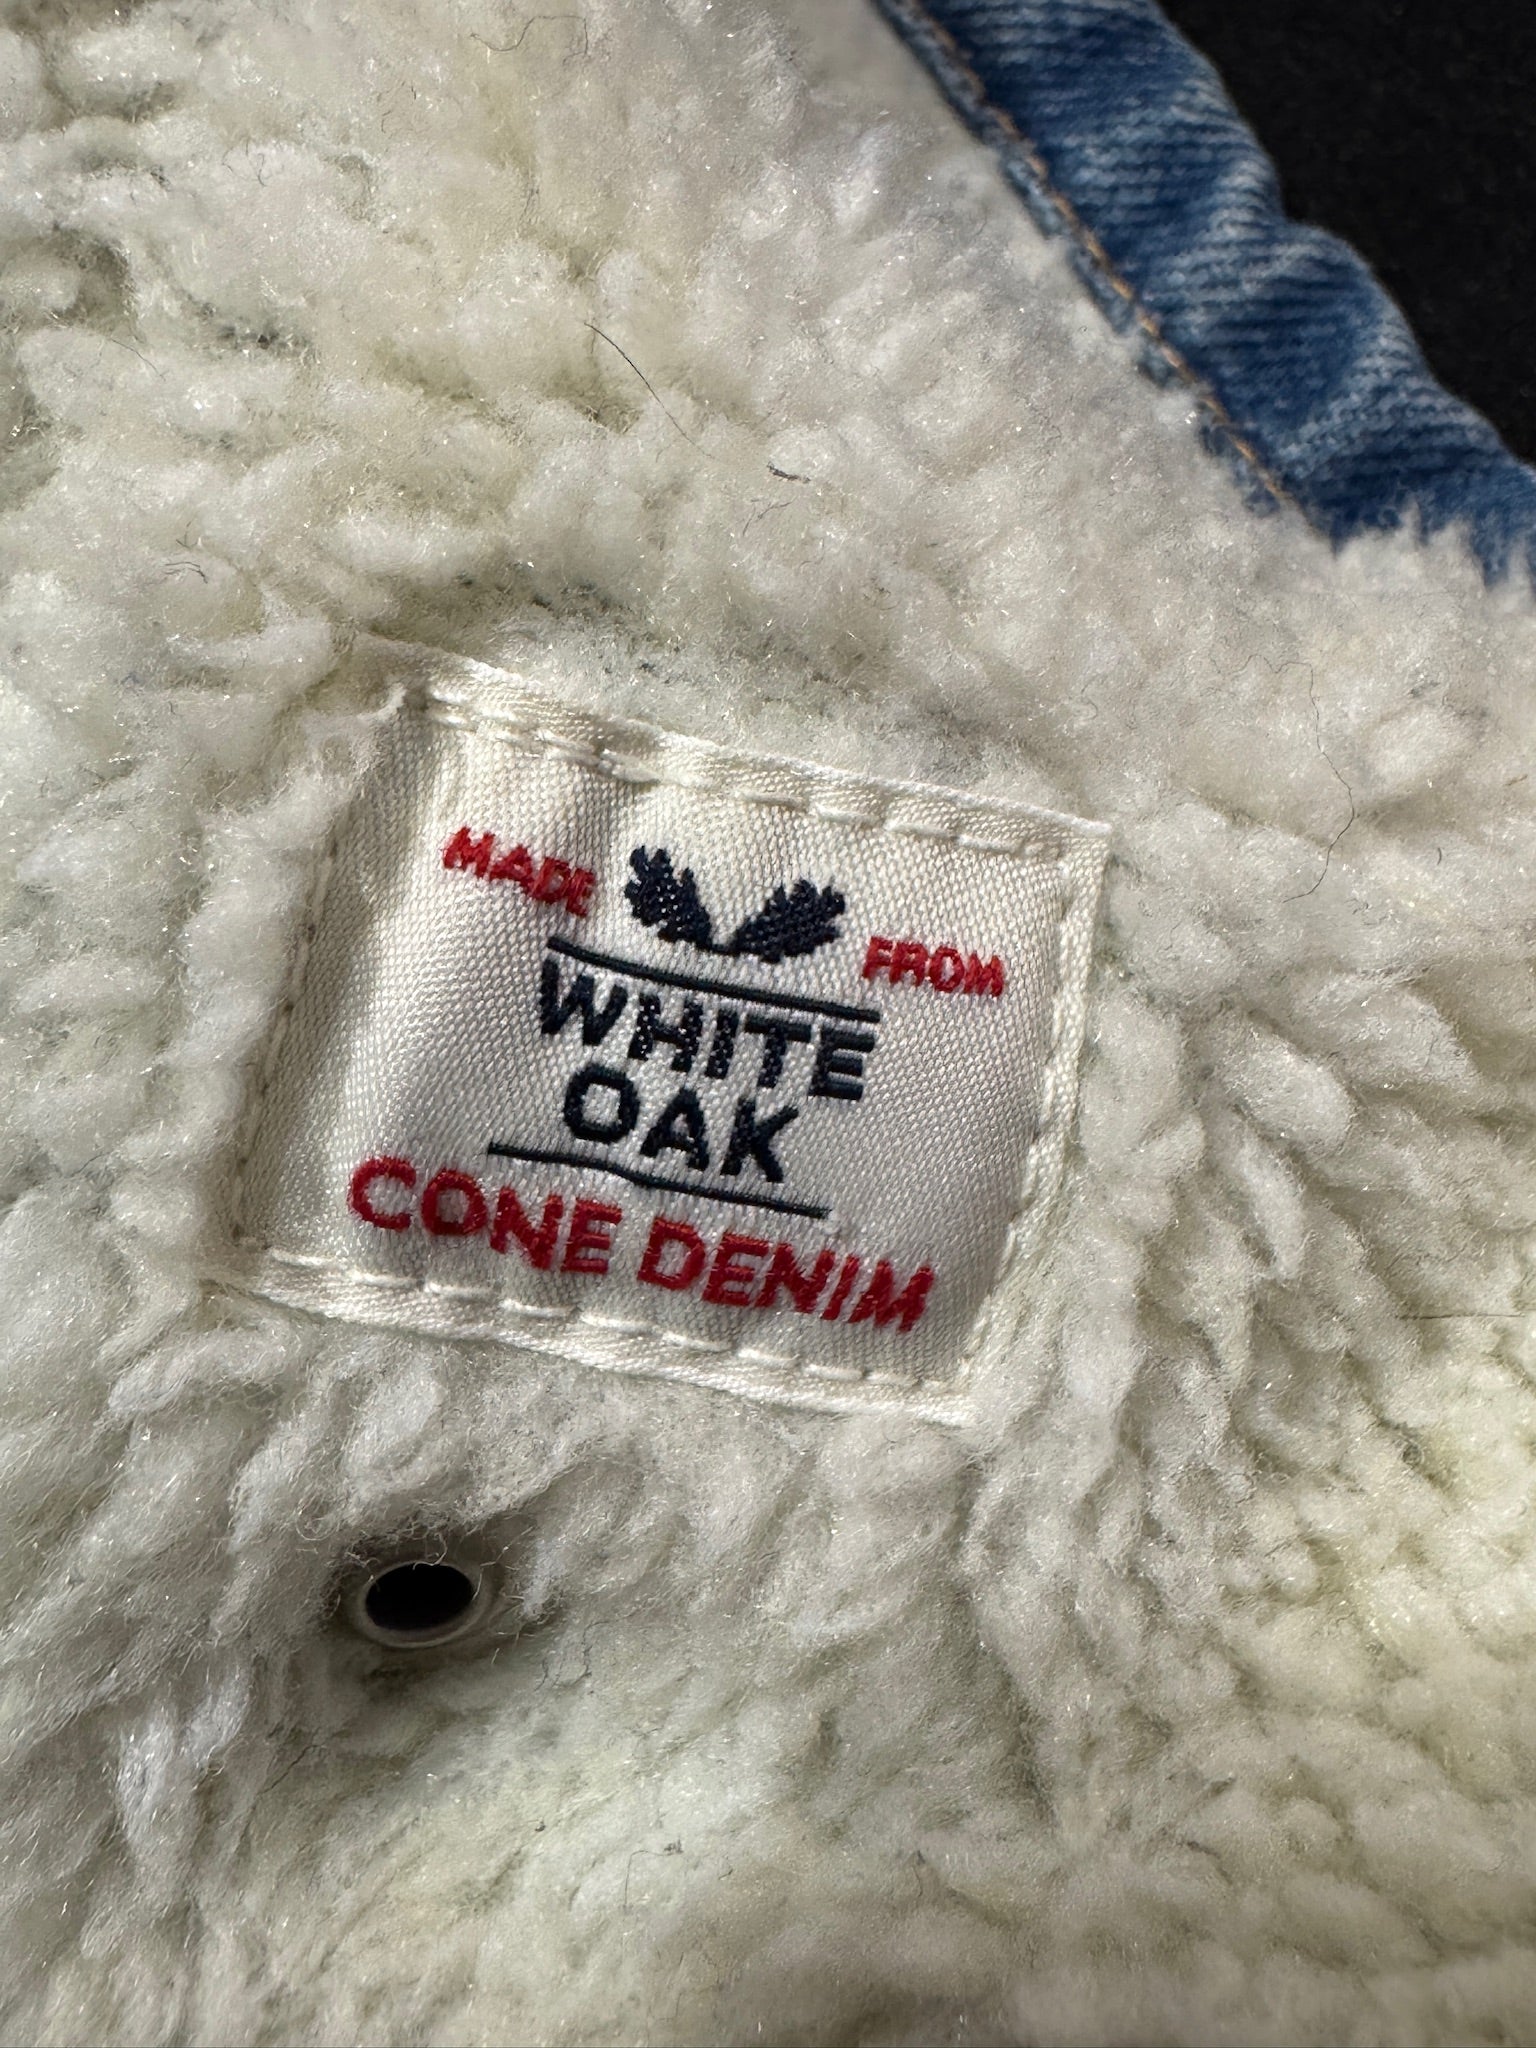 MADE FROM
WHITE
OAK
CONE DENIM